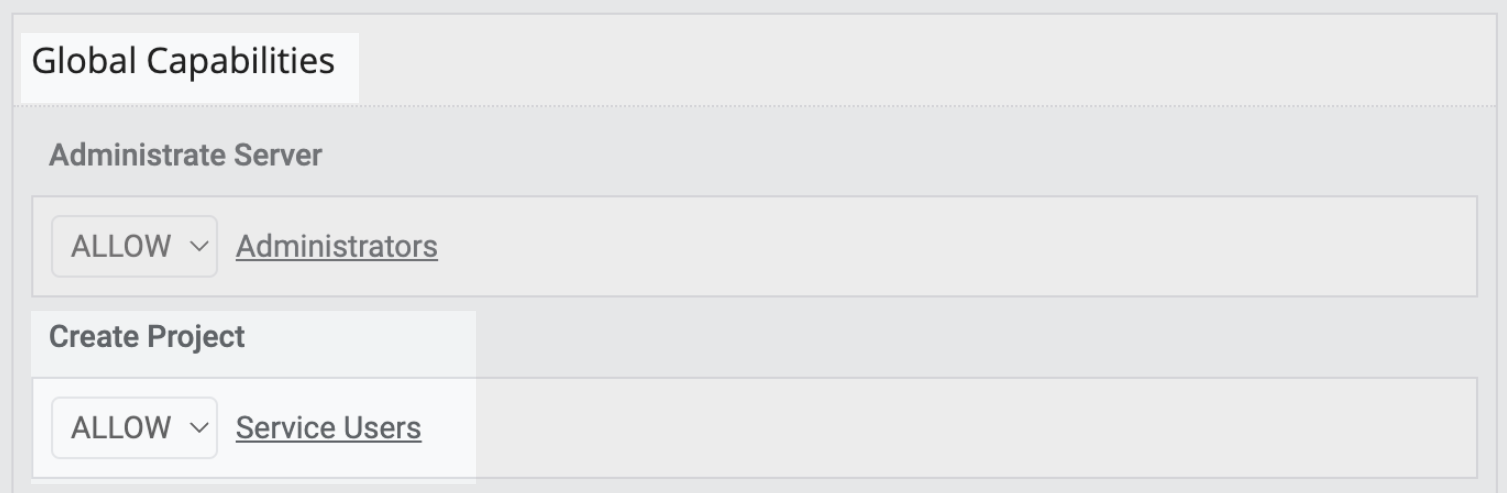 Global Capabilities
Administrate Server
ALLOW Administrators
Create Project
ALLOW Service Users